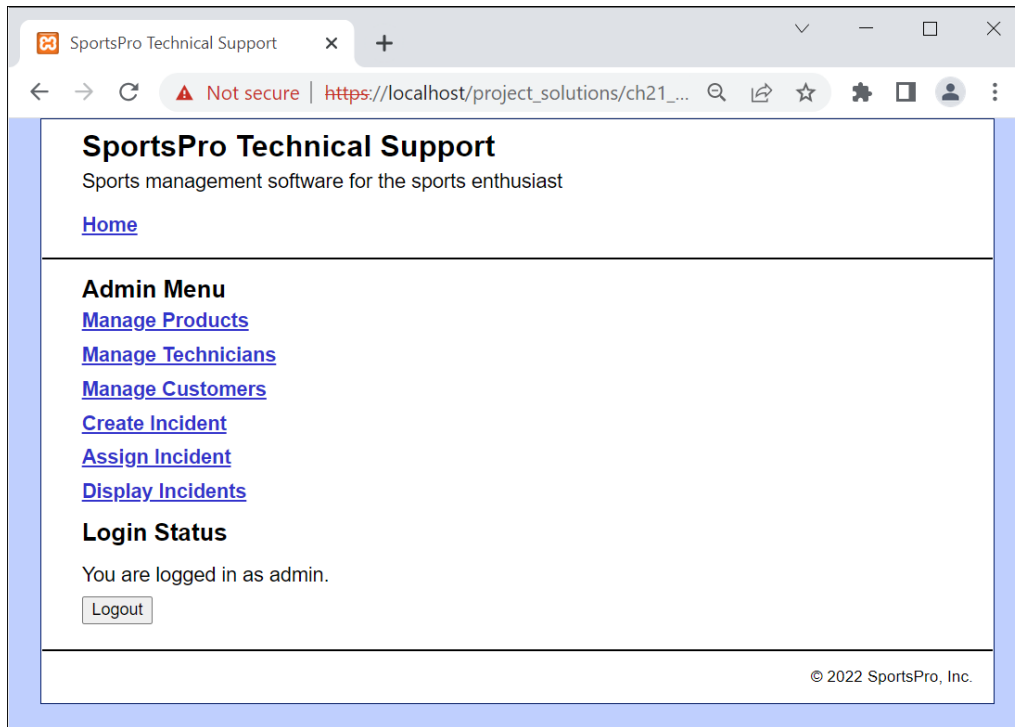 SportsPro Technical Support
Not secure | https://localhost/project_solutions/ch21_...
SportsPro Technical Support
Sports management software for the sports enthusiast
Home
Admin Menu
Manage Products
Manage Technicians
Manage Customers
Create Incident
Assign Incident
Display Incidents
Login Status
You are logged in as admin.
Logout
© 2022 SportsPro, Inc.